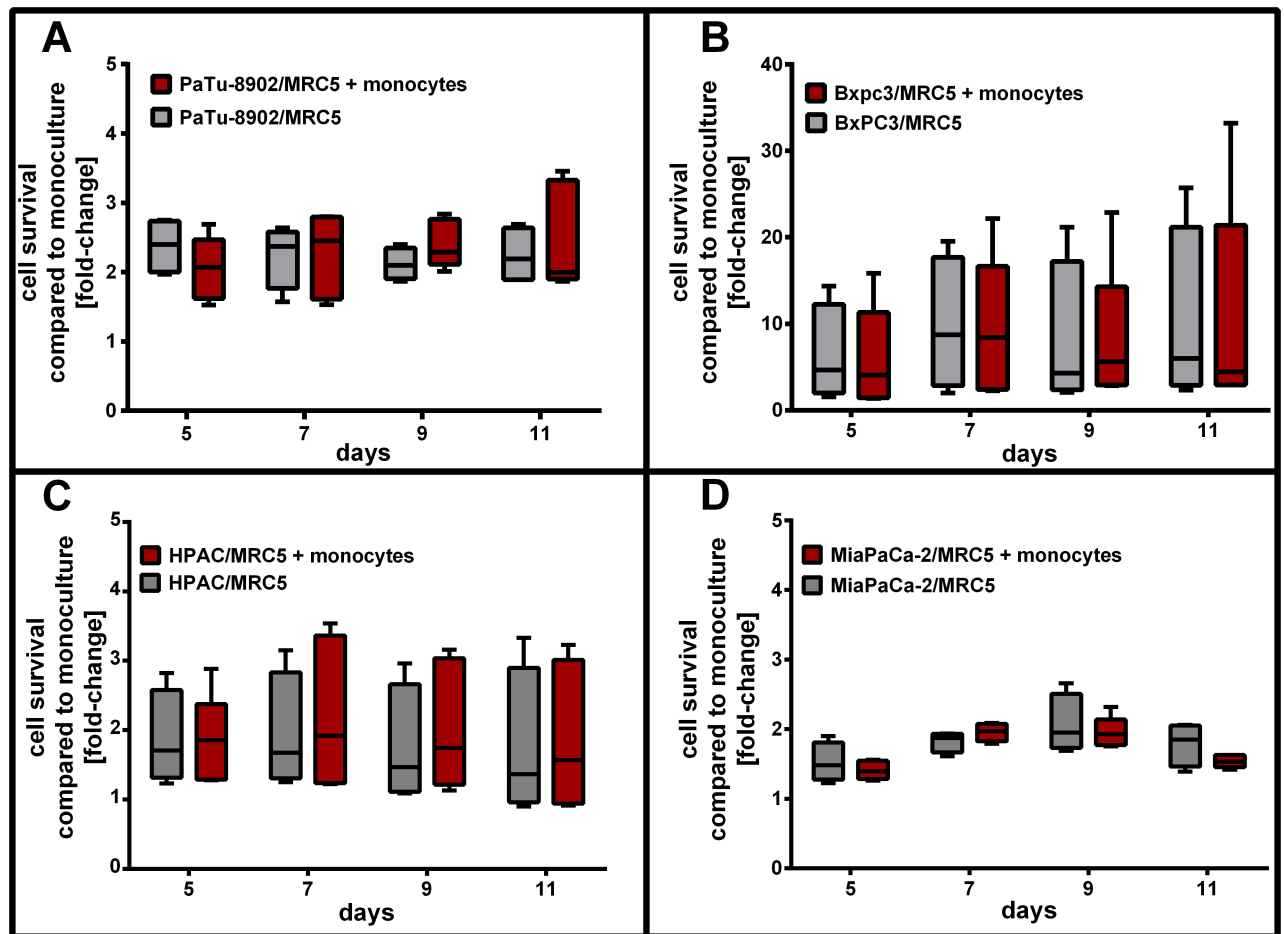 A
cell survival
compared to monoculture
[fold-change]
5
4
3
2
1
0
PaTu-8902/MRC5 + monocytes
PaTu-8902/MRC5
5 7 9 11
days
B
cell survival
compared to monoculture
[fold-change]
40
30
20
10
0
Bxpc3/MRC5 + monocytes
BxPC3/MRC5
5 7 9 11
days
C
cell survival
compared to monoculture
[fold-change]
5
4
3
2
1
0
HPAC/MRC5 + monocytes
HPAC/MRC5
5 7 9 11
days
D
cell survival
compared to monoculture
[fold-change]
5
4
3
2
1
0
MiaPaCa-2/MRC5 + monocytes
MiaPaCa-2/MRC5
5 7 9 11
days